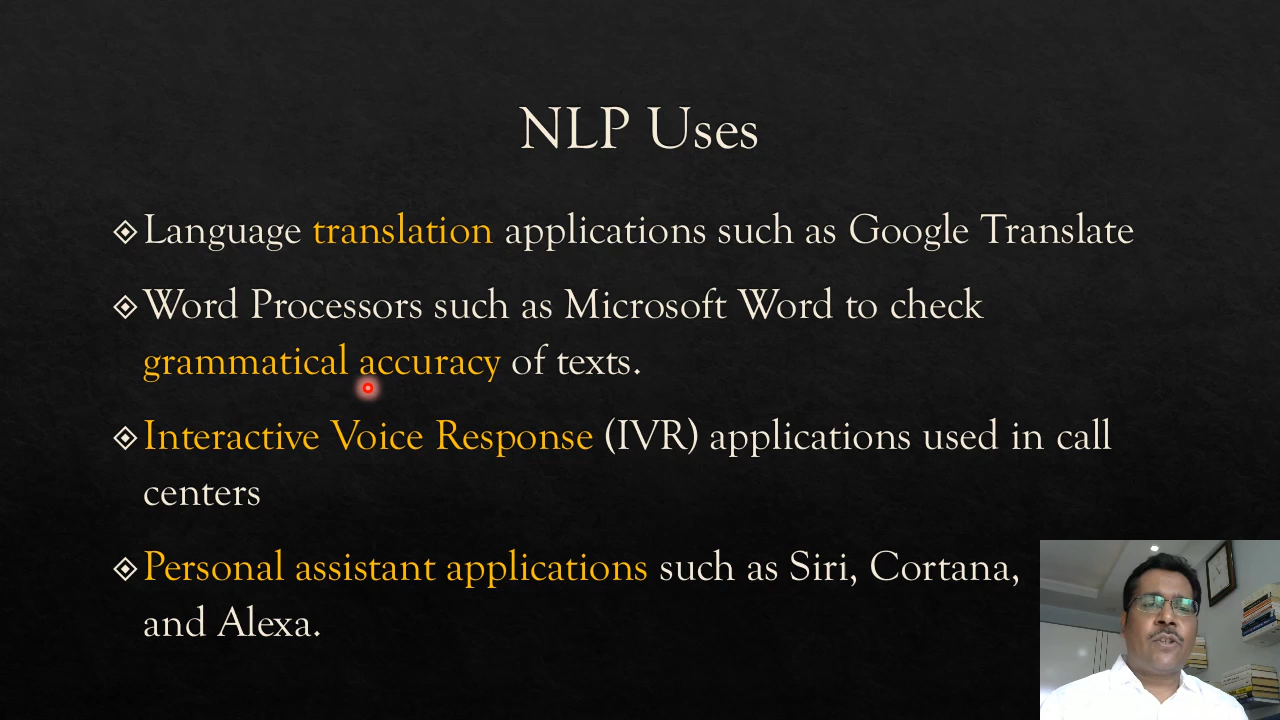 NLP Uses
Language translation applications such as Google Translate
Word Processors such as Microsoft Word to check
grammatical accuracy of texts.
Interactive Voice Response (IVR) applications used in call
centers
Personal assistant applications such as Siri, Cortana,
and Alexa.